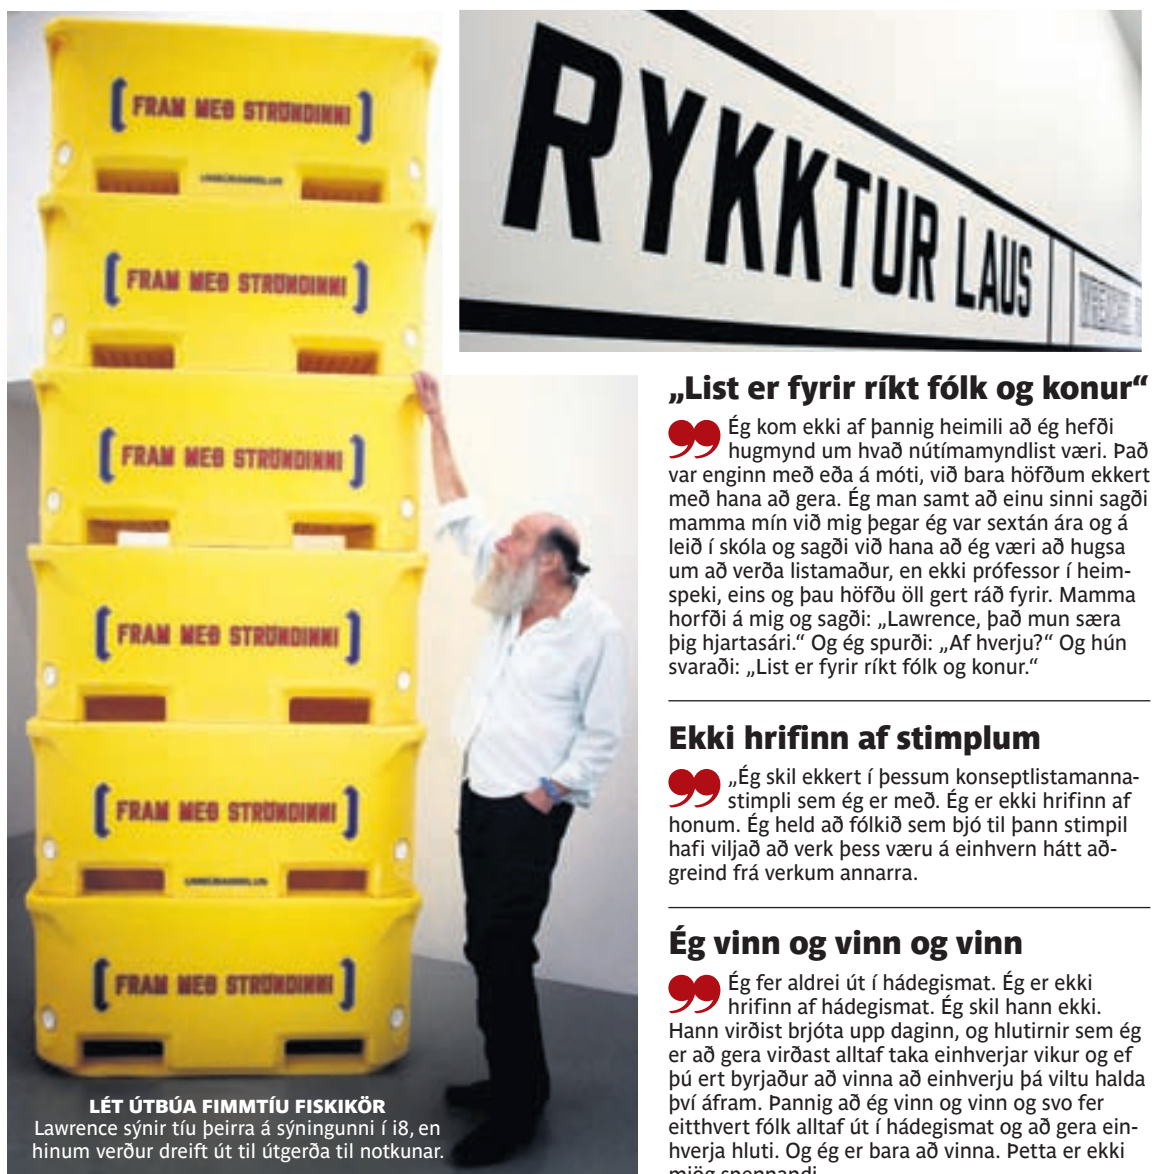 [FRAM MEÐ STRÖNDINNI]
[FRAM MEÐ STRÖNDINNI]
[FRAM MEÐ STRÖNDINNI]
[FRAM MEÐ STRÖNDINNI]
[FRAM MEÐ STRÖNDINNI]
[FRAM MEÐ STRÖNDINNI]
LÉT ÚTBÚA FIMMTÍU FISKIKÖR
Lawrence sýnir tíu þeirra á sýningunni í i8, en
hinum verður dreift út til útgerða til notkunar.
RYKKTUR LAUS
„List er fyrir ríkt fólk og konur“
Ég kom ekki af þannig heimili að ég hefði
hugmynd um hvað nútímamyndlist væri. Það
var enginn með eða á móti, við bara höfðum ekkert
með hana að gera. Ég man samt að einu sinni sagði
mamma mín við mig þegar ég var sextán ára og á
leið í skóla og sagði við hana að ég væri að hugsa
um að verða listamaður, en ekki prófessor í heim-
speki, eins og þau höfðu öll gert ráð fyrir. Mamma
horfði á mig og sagði: „Lawrence, það mun særa
þig hjartasári.“ Og ég spurði: „Af hverju?“ Og hún
svaraði: „List er fyrir ríkt fólk og konur.“
Ekki hrifinn af stimplum
„Ég skil ekkert í þessum konseptlistamanna-
stimpli sem ég er með. Ég er ekki hrifinn af
honum. Ég held að fólkið sem bjó til þann stimpil
hafi viljað að verk þess væru á einhvern hátt að-
greind frá verkum annarra.
Ég vinn og vinn og vinn
Ég fer aldrei út í hádegismat. Ég er ekki
hrifinn af hádegismat. Ég skil hann ekki.
Hann virðist brjóta upp daginn, og hlutirnir sem ég
er að gera virðast alltaf taka einhverjar vikur og ef
þú ert byrjaður að vinna að einhverju þá viltu halda
því áfram. Þannig að ég vinn og vinn og svo fer
eitthvert fólk alltaf út í hádegismat og að gera ein-
hverja hluti. Og ég er bara að vinna. Þetta er ekki
mjög spennandi